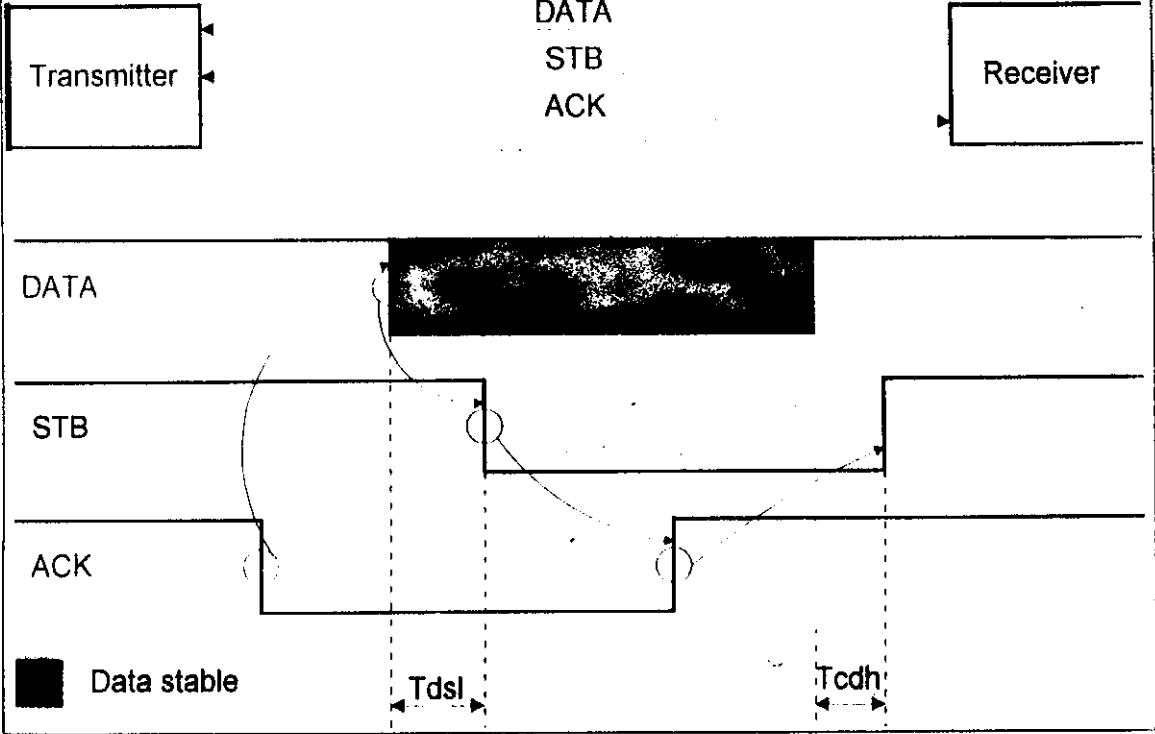 DATA
Transmitter
STB
Receiver
ACK
DATA
STB
ACK
Data stable
Tdsl
Tcdh